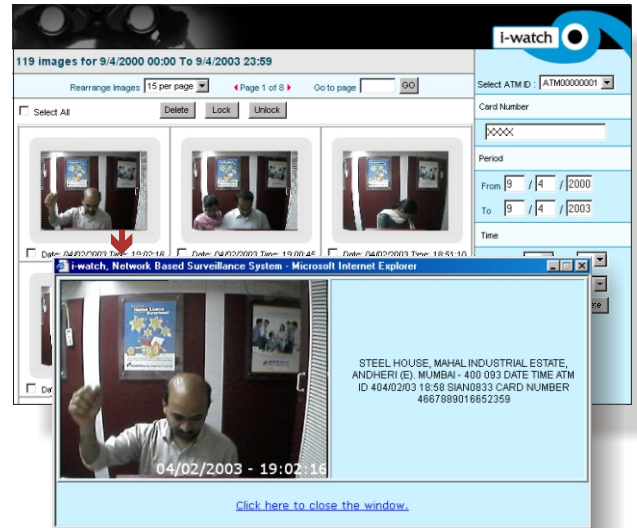 i-watch
119 images for 9/4/2000 00:00 To 9/4/2003 23:59
Rearrange Images 15 per page Page 1 of 8 Go to page GO
Select ATM ID : ATM00000001
Select All Delete Lock Unlock
Card Number
XXXX
Period
From 9 / 4 / 2000
To 9 / 4 / 2003
Time
Date: 04/02/2003 Time: 19:02:16 Date: 04/02/2003 Time: 19:00:45 Date: 04/02/2003 Time: 18:51:10
i-watch, Network Based Surveillance System - Microsoft Internet Explorer
Home Loans
STEEL HOUSE, MAHAL INDUSTRIAL ESTATE,
ANDHERI (E). MUMBAI - 400 093 DATE TIME ATM
ID 404/02/03 18:58 SIAN0833 CARD NUMBER
4667889016652359
04/02/2003 - 19:02:16
Click here to close the window.